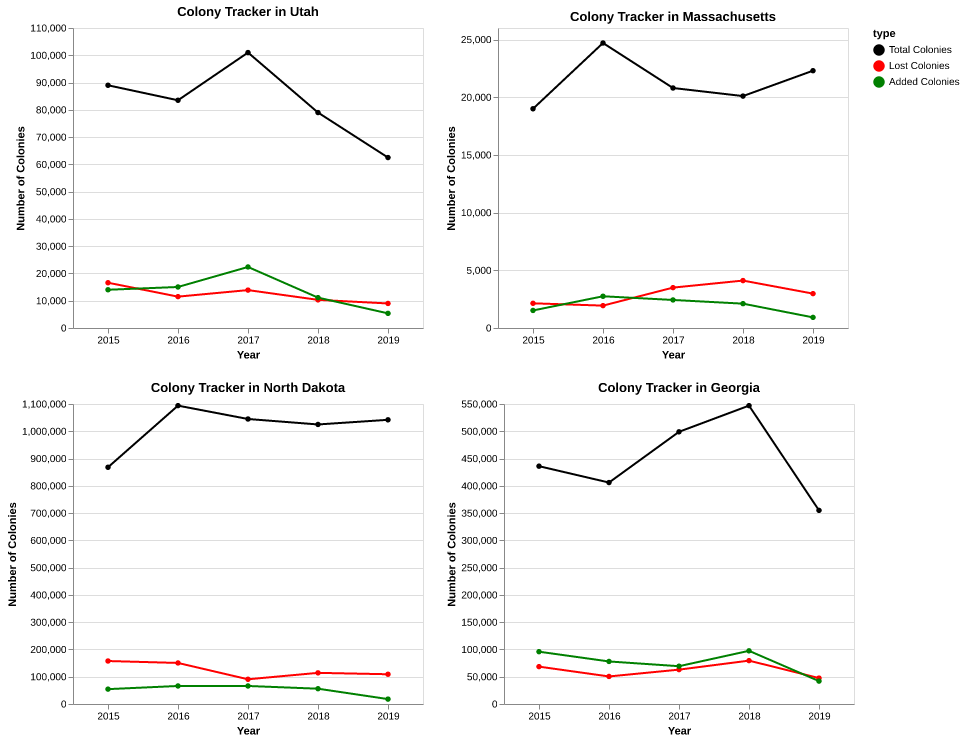 Colony Tracker in Utah
110,000
100,000
90,000
80,000
70,000
60,000
50,000
40,000
30,000
20,000
10,000
0
Number of Colonies
2015 2016 2017 2018 2019
Year
Colony Tracker in Massachusetts
25,000
20,000
15,000
10,000
5,000
0
Number of Colonies
2015 2016 2017 2018 2019
Year
type
Total Colonies
Lost Colonies
Added Colonies
Colony Tracker in North Dakota
1,100,000
1,000,000
900,000
800,000
700,000
600,000
500,000
400,000
300,000
200,000
100,000
0
Number of Colonies
2015 2016 2017 2018 2019
Year
Colony Tracker in Georgia
550,000
500,000
450,000
400,000
350,000
300,000
250,000
200,000
150,000
100,000
50,000
0
Number of Colonies
2015 2016 2017 2018 2019
Year